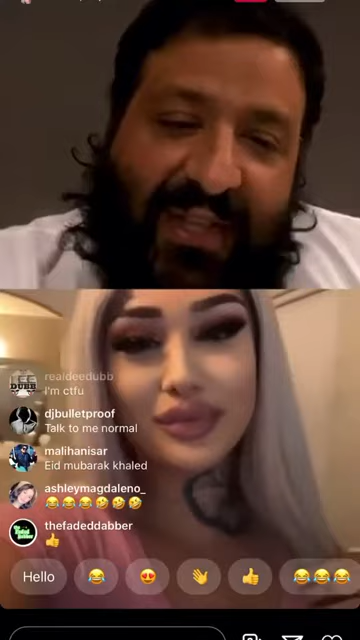 realdeedubb
I'm ctfu
djbulletproof
Talk to me normal
malihanisar
Eid mubarak khaled
ashleymagdaleno_
😂😂😂🤣🤣🤣
thefadeddabber
👍
Hello 😂 😍 👋 👍 😂😂😂